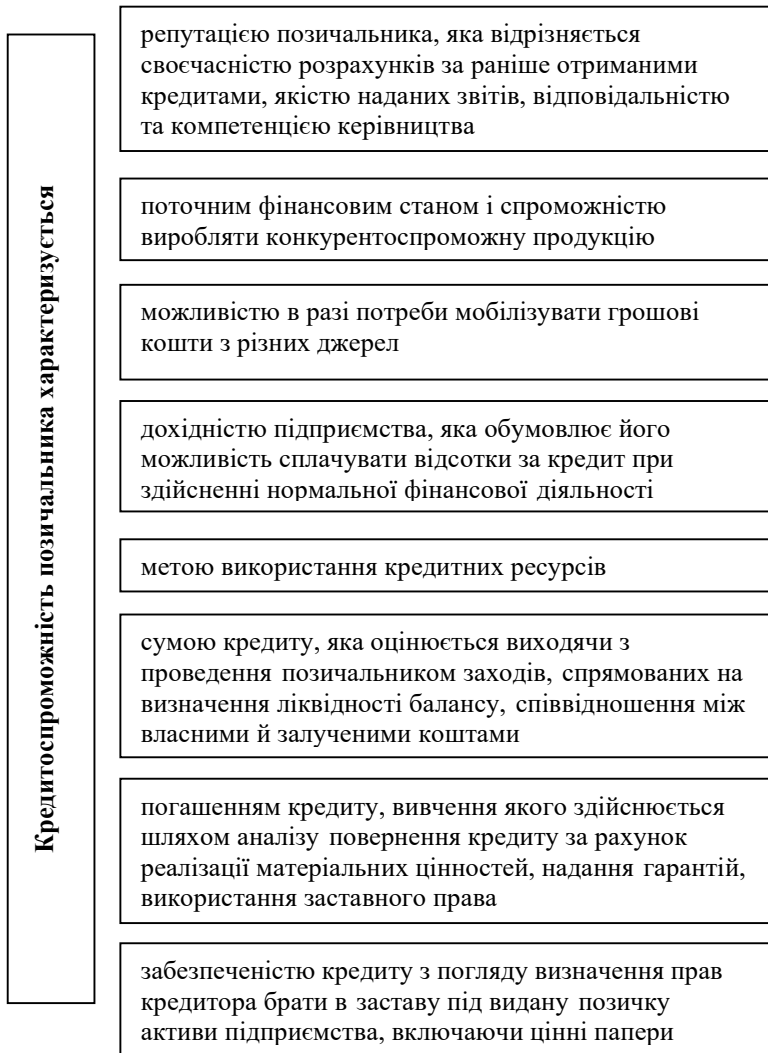 Кредитоспроможність позичальника характеризується
репутацією позичальника, яка відрізняється
своєчасністю розрахунків за раніше отриманими
кредитами, якістю наданих звітів, відповідальністю
та компетенцією керівництва
поточним фінансовим станом і спроможністю
виробляти конкурентоспроможну продукцію
можливістю в разі потреби мобілізувати грошові
кошти з різних джерел
дохідністю підприємства, яка обумовлює його
можливість сплачувати відсотки за кредит при
здійсненні нормальної фінансової діяльності
метою використання кредитних ресурсів
сумою кредиту, яка оцінюється виходячи з
проведення позичальником заходів, спрямованих на
визначення ліквідності балансу, співвідношення між
власними й залученими коштами
погашенням кредиту, вивчення якого здійснюється
шляхом аналізу повернення кредиту за рахунок
реалізації матеріальних цінностей, надання гарантій,
використання заставного права
забезпеченістю кредиту з погляду визначення прав
кредитора брати в заставу під видану позичку
активи підприємства, включаючи цінні папери